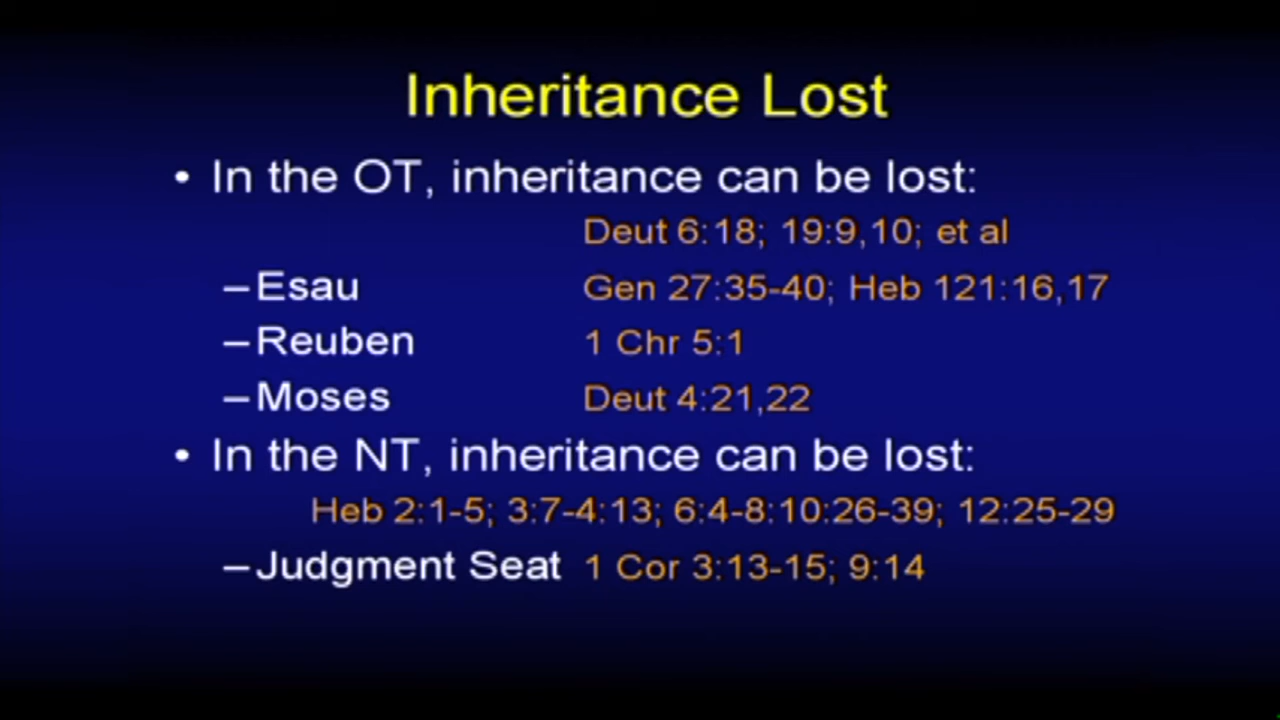 Inheritance Lost
• In the OT, inheritance can be lost:
Deut 6:18; 19:9,10; et al
– Esau Gen 27:35-40; Heb 121:16,17
– Reuben 1 Chr 5:1
– Moses Deut 4:21,22
• In the NT, inheritance can be lost:
Heb 2:1-5; 3:7-4:13; 6:4-8:10:26-39; 12:25-29
– Judgment Seat 1 Cor 3:13-15; 9:14